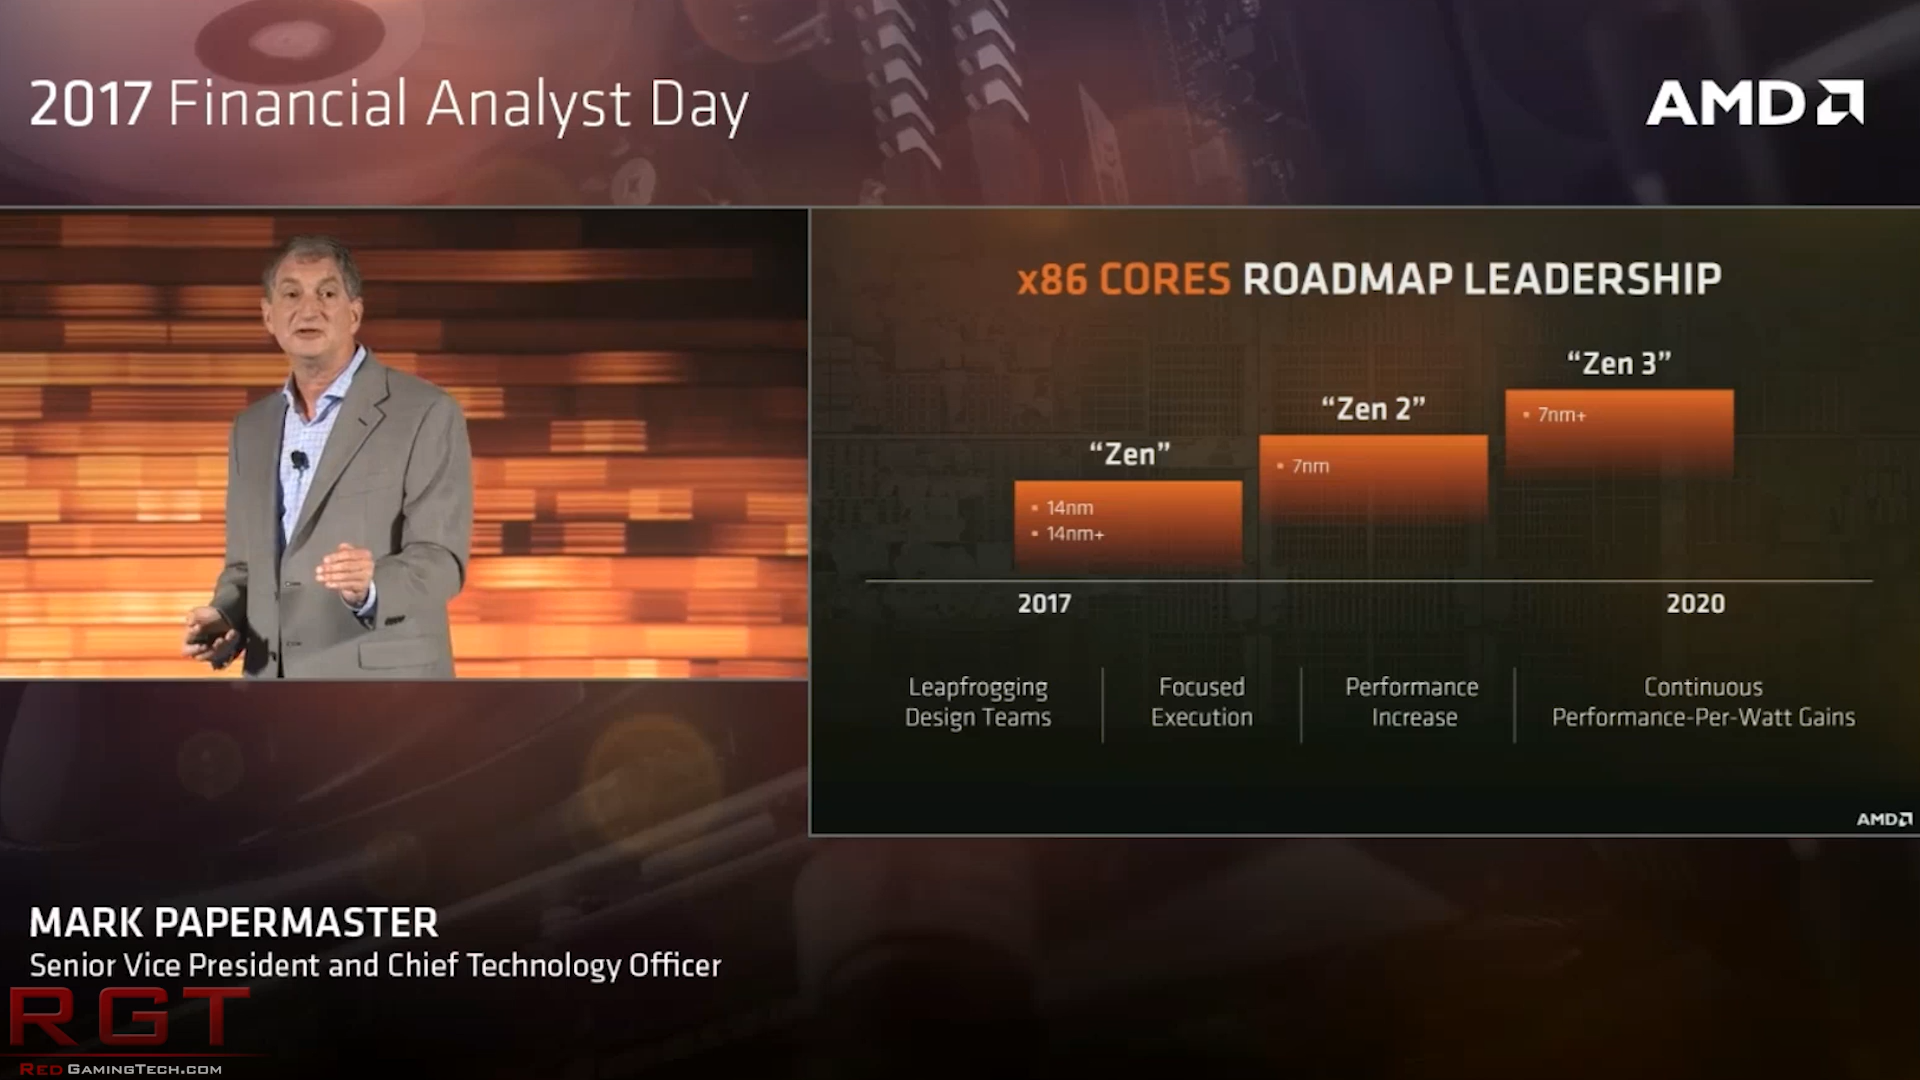 2017 Financial Analyst Day
AMD
x86 CORES ROADMAP LEADERSHIP
“Zen”
• 14nm
• 14nm+
“Zen 2”
• 7nm
“Zen 3”
• 7nm+
2017
2020
Leapfrogging
Design Teams
Focused
Execution
Performance
Increase
Continuous
Performance-Per-Watt Gains
AMD
MARK PAPERMASTER
Senior Vice President and Chief Technology Officer
RGT
REDGAMINGTECH.COM